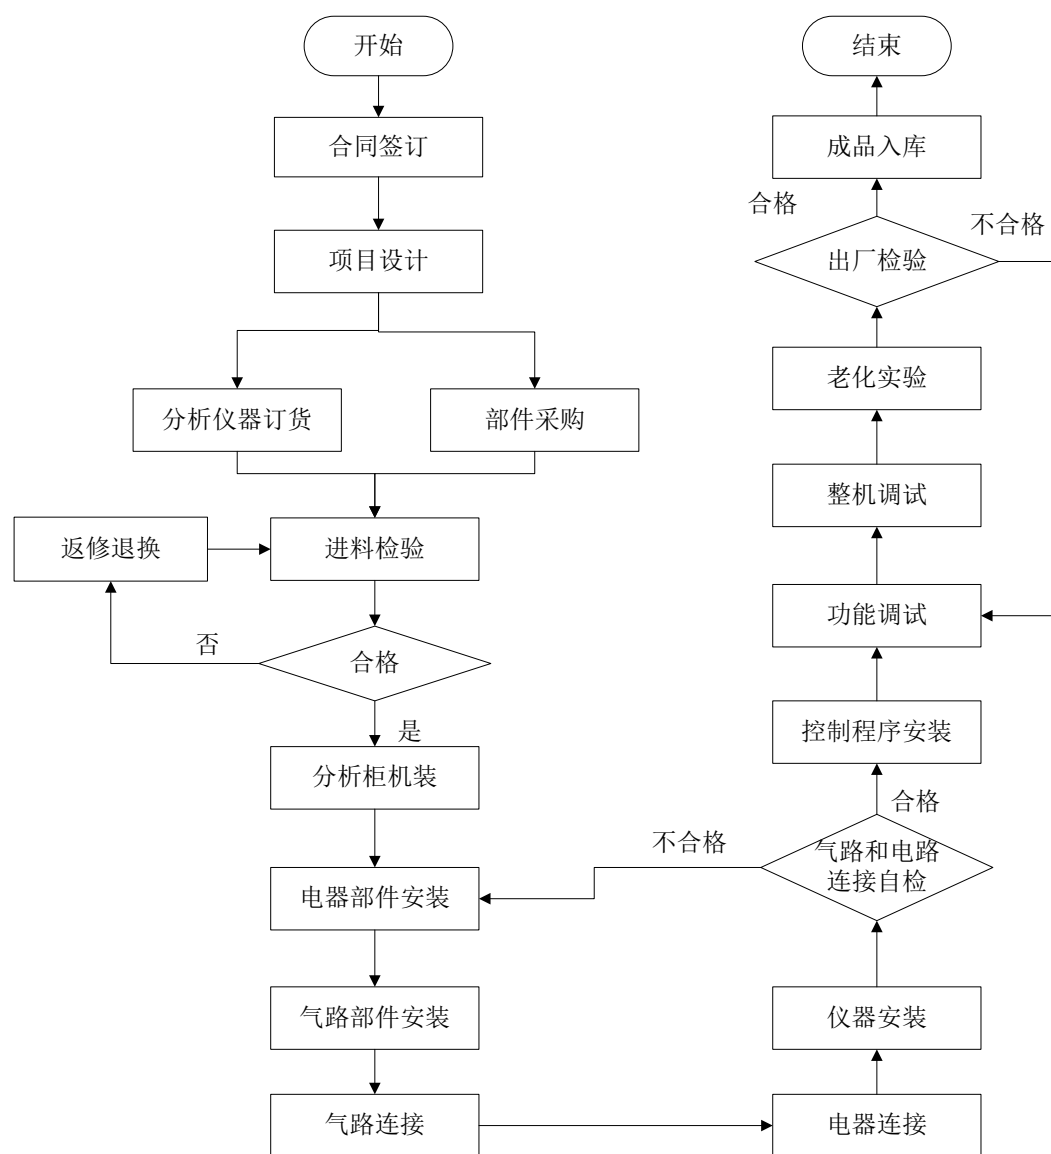 开始
合同签订
项目设计
分析仪器订货
部件采购
返修退换
进料检验
否
合格
是
分析柜机装
电器部件安装
气路部件安装
气路连接
结束
成品入库
合格
不合格
出厂检验
老化实验
整机调试
功能调试
控制程序安装
合格
不合格
气路和电路
连接自检
仪器安装
电器连接